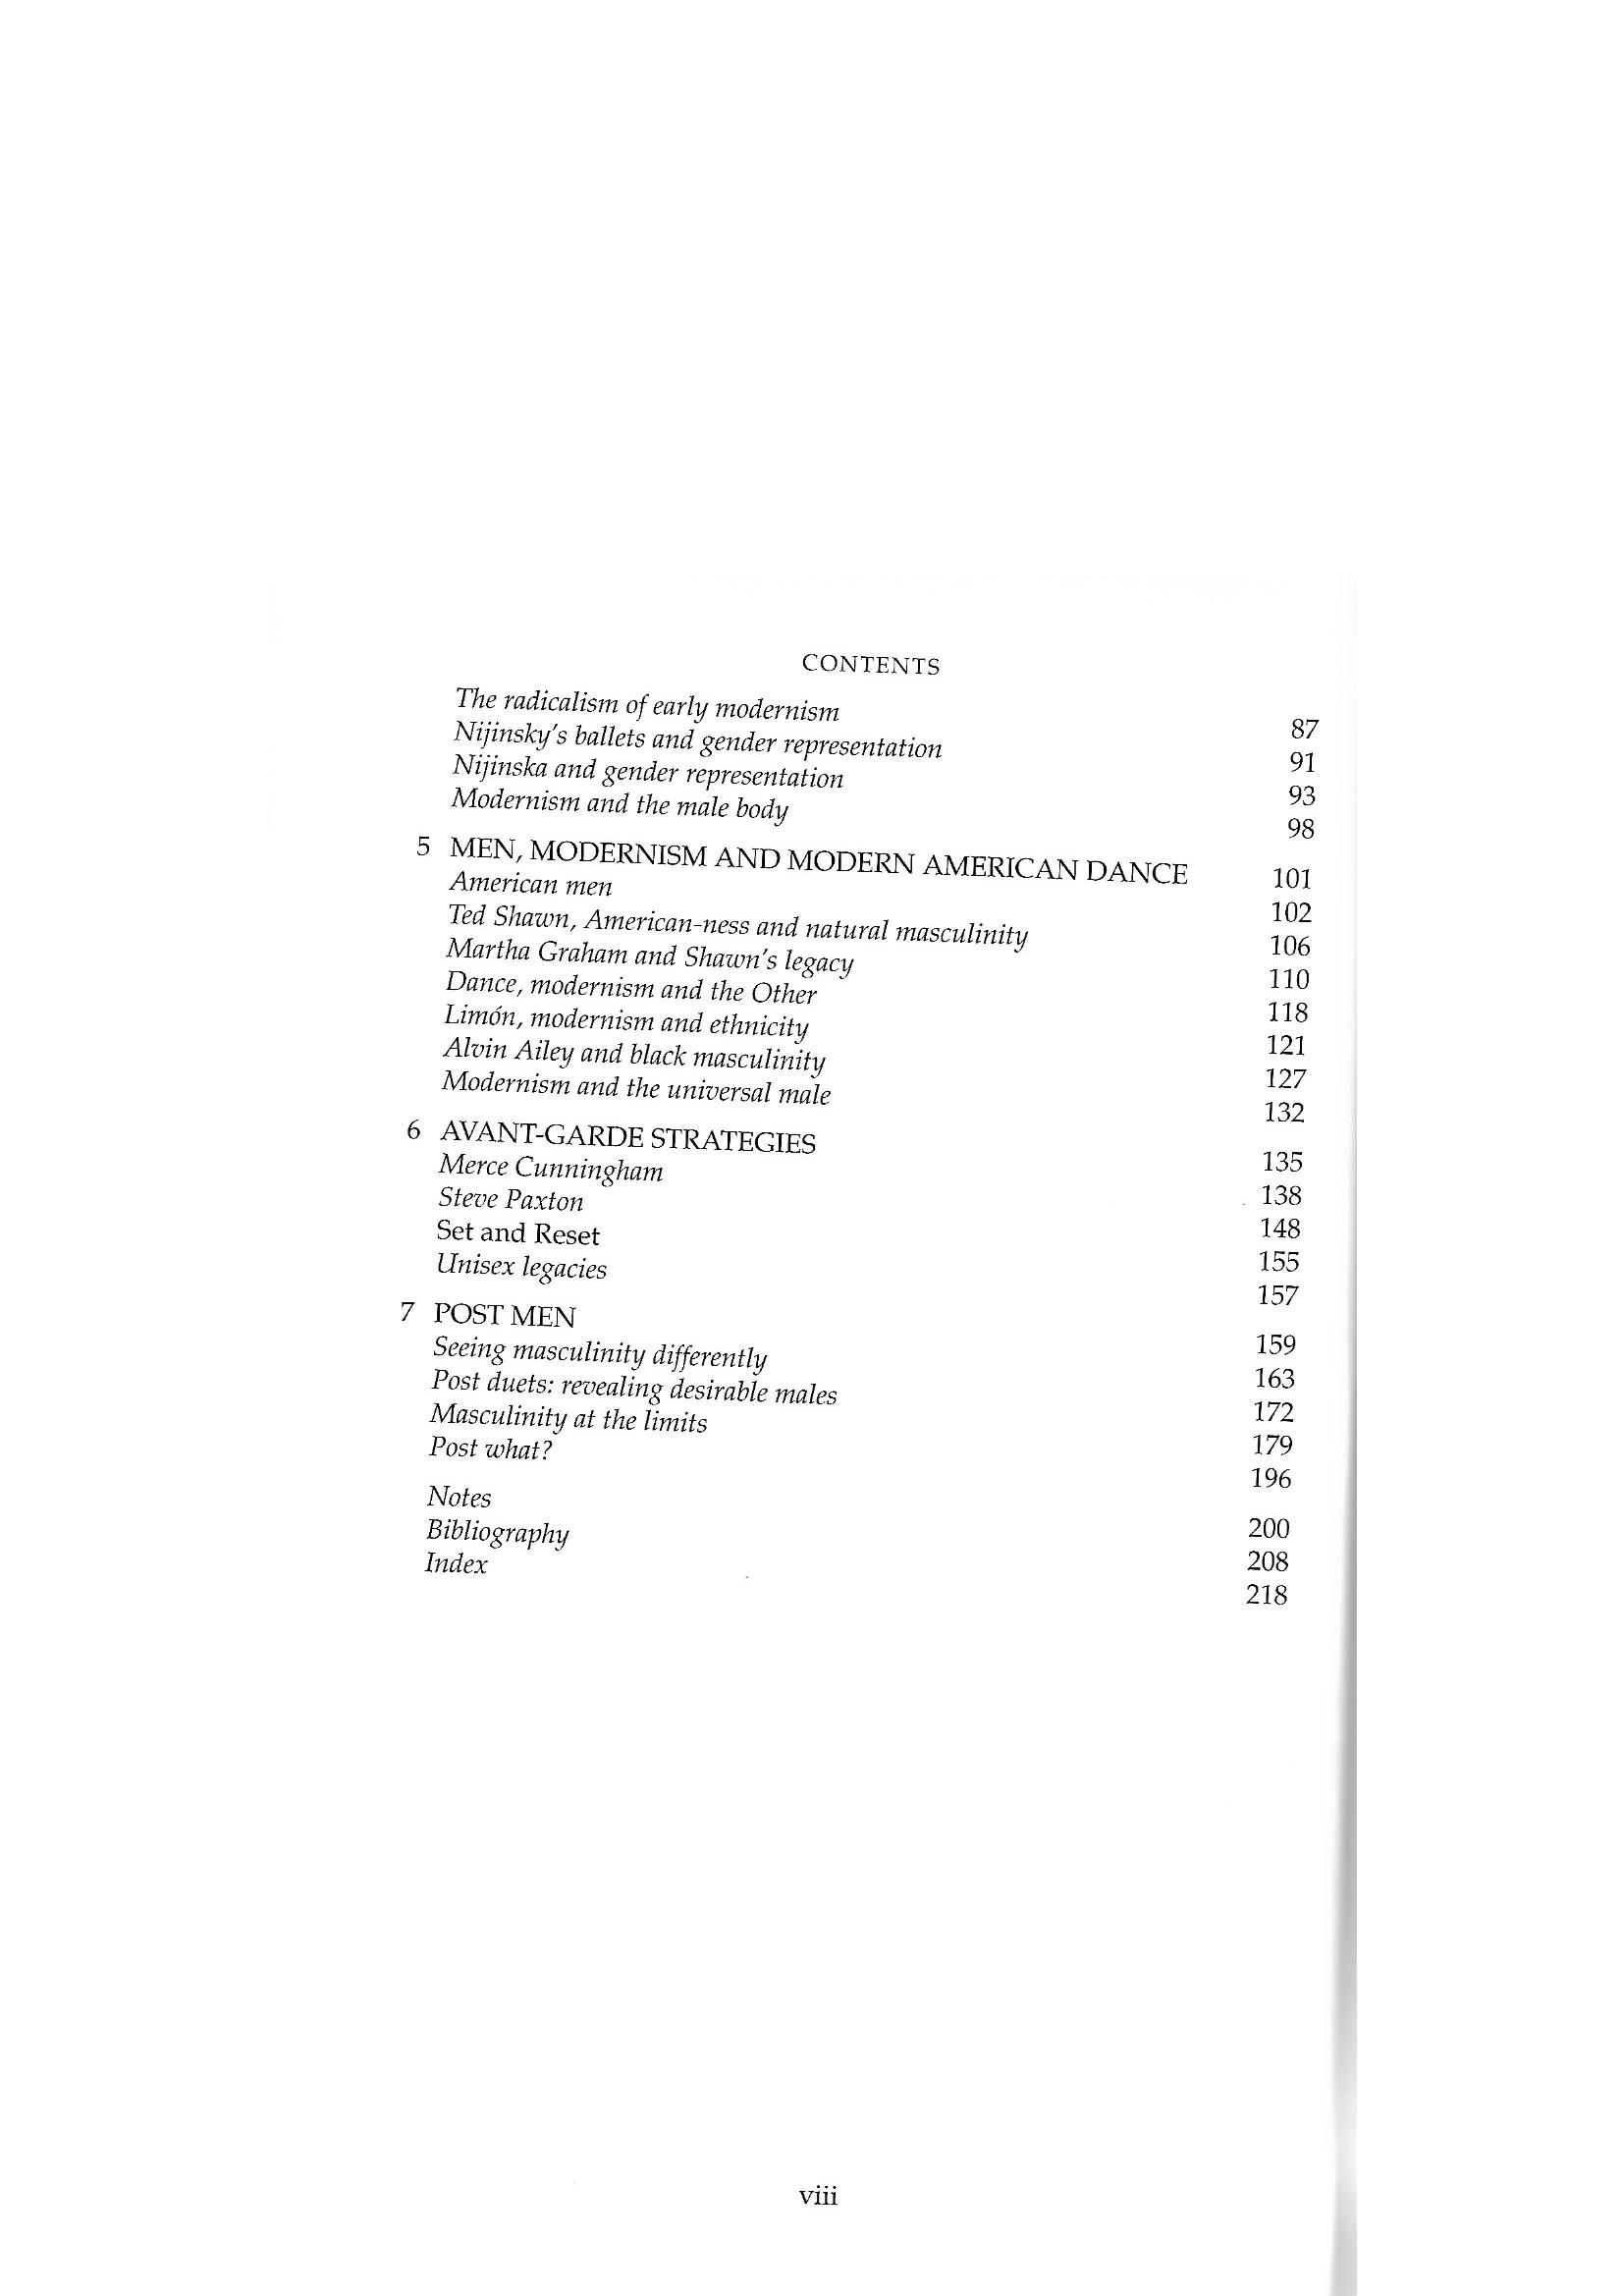 CONTENTS
The radicalism of early modernism 87
Nijinsky's ballets and gender representation 91
Nijinska and gender representation 93
Modernism and the male body 98
5 MEN, MODERNISM AND MODERN AMERICAN DANCE 101
American men 102
Ted Shawn, American-ness and natural masculinity 106
Martha Graham and Shawn's legacy 110
Dance, modernism and the Other 118
Limón, modernism and ethnicity 121
Alvin Ailey and black masculinity 127
Modernism and the universal male 132
6 AVANT-GARDE STRATEGIES 135
Merce Cunningham 138
Steve Paxton 148
Set and Reset 155
Unisex legacies 157
7 POST MEN 159
Seeing masculinity differently 163
Post duets: revealing desirable males 172
Masculinity at the limits 179
Post what? 196
Notes 200
Bibliography 208
Index 218
viii